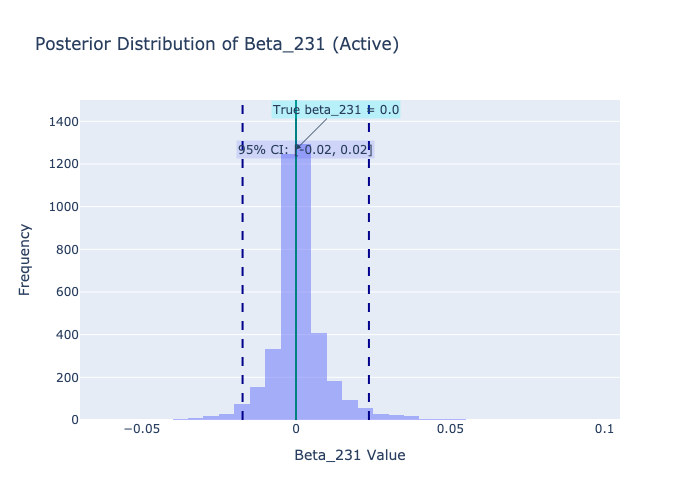 Posterior Distribution of Beta_231 (Active)
True beta_231 = 0.0
95% CI: [-0.02, 0.02]
1400
1200
1000
800
600
400
200
0
Frequency
−0.05
0
0.05
0.1
Beta_231 Value